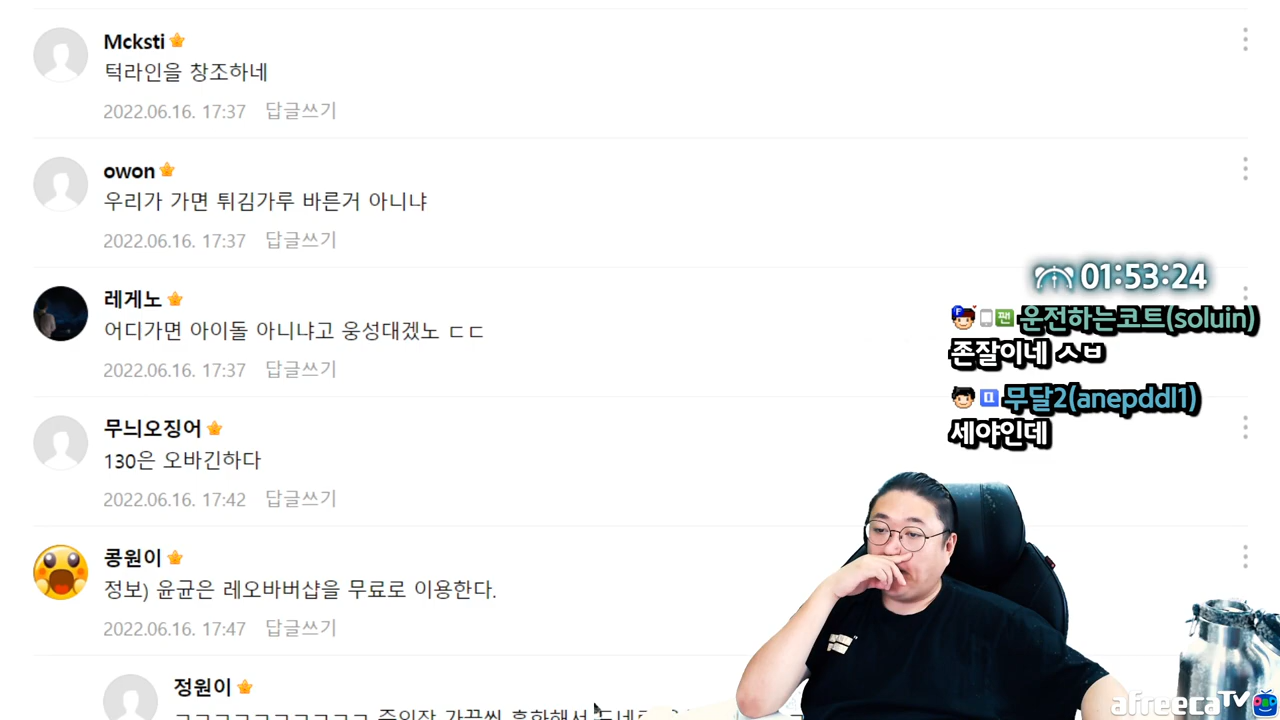 Mcksti
턱라인을 창조하네
2022.06.16. 17:37 답글쓰기
owon
우리가 가면 튀김가루 바른거 아니냐
2022.06.16. 17:37 답글쓰기
레게노
어디가면 아이돌 아니냐고 웅성대겠노 ㄷㄷ
2022.06.16. 17:37 답글쓰기
무늬오징어
130은 오바긴하다
2022.06.16. 17:42 답글쓰기
콩원이
정보) 윤균은 레오바버샵을 무료로 이용한다.
2022.06.16. 17:47 답글쓰기
정원이
01:53:24
F 팬 운전하는코트(soluin)
존잘이네 ㅅㅂ
무달2(anepddl1)
세야인데
afreecaTV